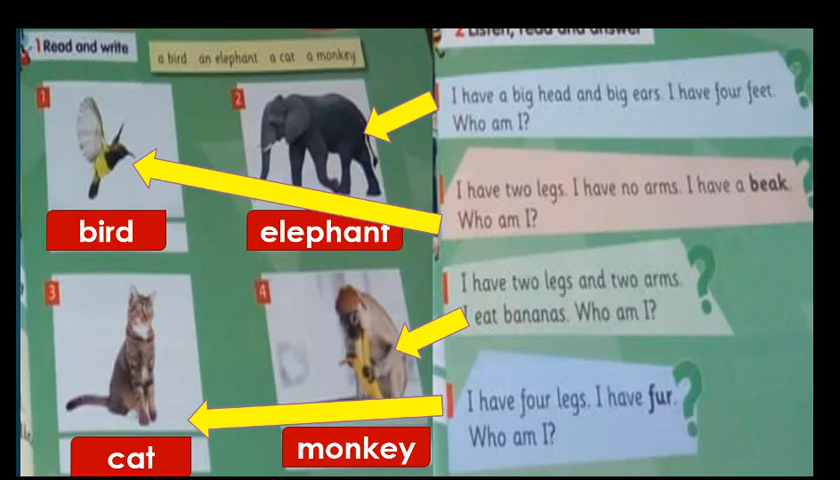 1 Read and write
a bird an elephant a cat a monkey
1
2
bird
elephant
3
4
cat
monkey
2 Listen, read and answer
I have a big head and big ears. I have four feet.
Who am I?
?
I have two legs. I have no arms. I have a beak.
Who am I?
?
I have two legs and two arms.
I eat bananas. Who am I?
?
I have four legs. I have fur.
Who am I?
?